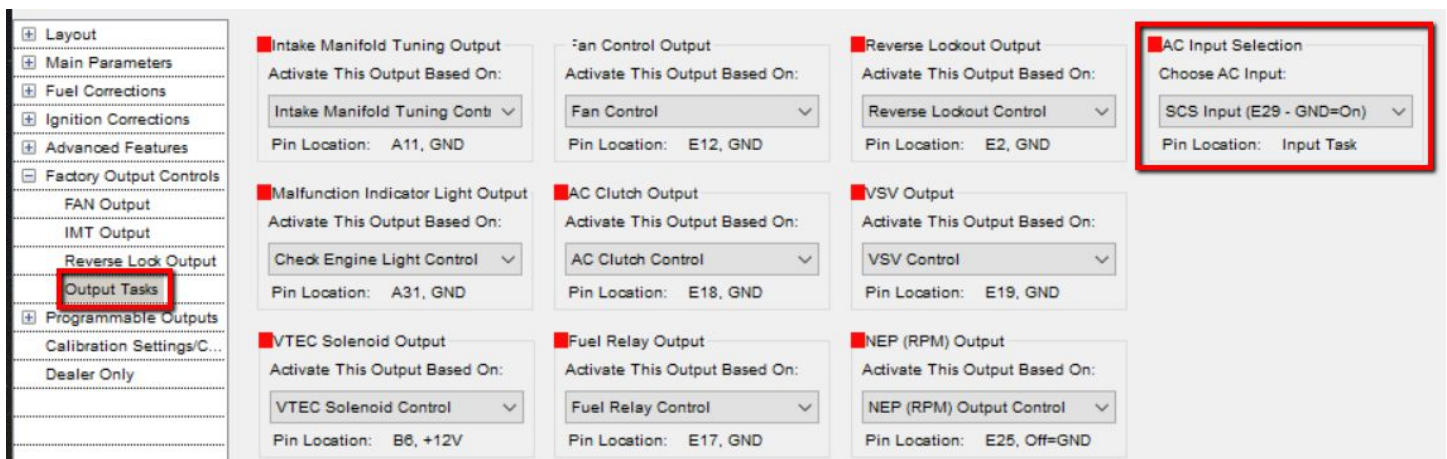 Layout
Main Parameters
Fuel Corrections
Ignition Corrections
Advanced Features
Factory Output Controls
FAN Output
IMT Output
Reverse Lock Output
Output Tasks
Programmable Outputs
Calibration Settings/C...
Dealer Only
Intake Manifold Tuning Output
Activate This Output Based On:
Intake Manifold Tuning Contr
Pin Location: A11, GND
Fan Control Output
Activate This Output Based On:
Fan Control
Pin Location: E12, GND
Reverse Lockout Output
Activate This Output Based On:
Reverse Lockout Control
Pin Location: E2, GND
AC Input Selection
Choose AC Input:
SCS Input (E29 - GND=On)
Pin Location: Input Task
Malfunction Indicator Light Output
Activate This Output Based On:
Check Engine Light Control
Pin Location: A31, GND
AC Clutch Output
Activate This Output Based On:
AC Clutch Control
Pin Location: E18, GND
VSV Output
Activate This Output Based On:
VSV Control
Pin Location: E19, GND
VTEC Solenoid Output
Activate This Output Based On:
VTEC Solenoid Control
Pin Location: B6, +12V
Fuel Relay Output
Activate This Output Based On:
Fuel Relay Control
Pin Location: E17, GND
NEP (RPM) Output
Activate This Output Based On:
NEP (RPM) Output Control
Pin Location: E25, Off=GND